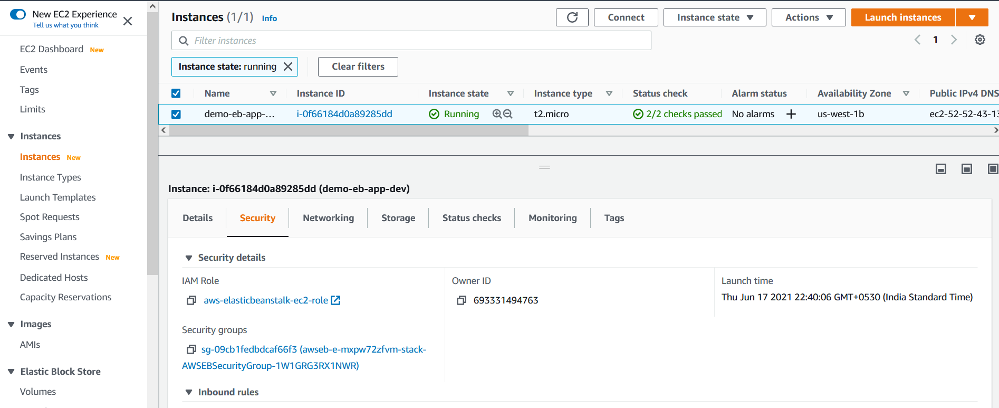 New EC2 Experience
Tell us what you think
EC2 Dashboard New
Events
Tags
Limits
Instances
Instances New
Instance Types
Launch Templates
Spot Requests
Savings Plans
Reserved Instances New
Dedicated Hosts
Capacity Reservations
Images
AMIs
Elastic Block Store
Volumes
Instances (1/1) Info
Connect
Instance state
Actions
Launch instances
Filter instances
1
Instance state: running
Clear filters
Name Instance ID Instance state Instance type Status check Alarm status Availability Zone Public IPv4 DNS
demo-eb-app-... i-0f66184d0a89285dd Running t2.micro 2/2 checks passed No alarms + us-west-1b ec2-52-52-43-13
Instance: i-0f66184d0a89285dd (demo-eb-app-dev)
Details Security Networking Storage Status checks Monitoring Tags
Security details
IAM Role
aws-elasticbeanstalk-ec2-role
Owner ID
693331494763
Launch time
Thu Jun 17 2021 22:40:06 GMT+0530 (India Standard Time)
Security groups
sg-09cb1fedbdcaf66f3 (awseb-e-mxpw72zfvm-stack-
AWSEBSecurityGroup-1W1GRG3RX1NWR)
Inbound rules